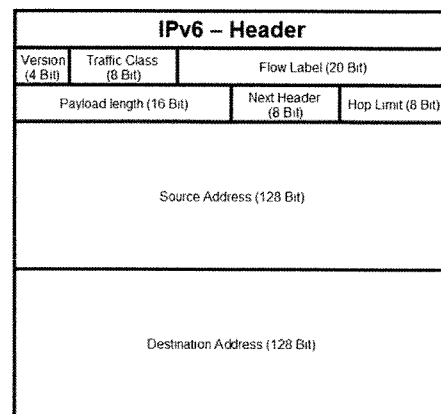 IPv6 – Header
Version Traffic Class Flow Label (20 Bit)
(4 Bit) (8 Bit)
Payload length (16 Bit) Next Header Hop Limit (8 Bit)
(8 Bit)
Source Address (128 Bit)
Destination Address (128 Bit)